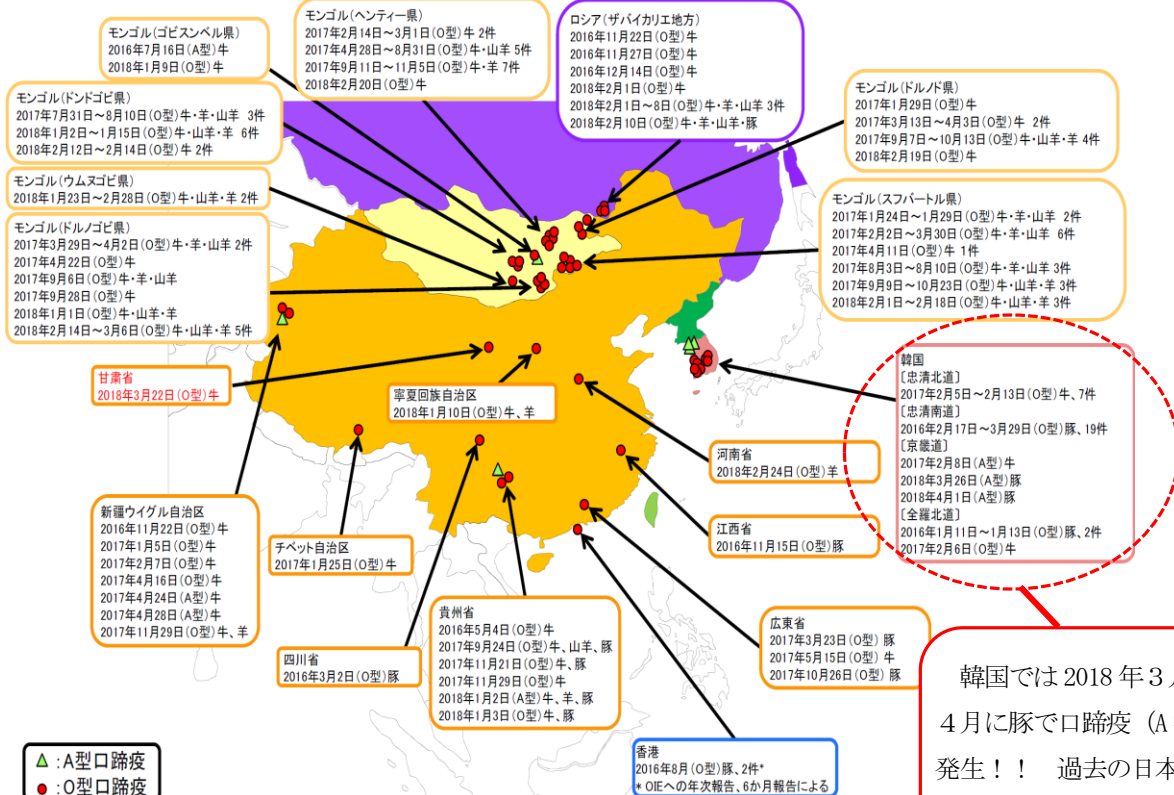 モンゴル(ゴビスンベル県)
2016年7月16日(A型)牛
2018年1月9日(O型)牛
モンゴル(ヘンティー県)
2017年2月14日～3月1日(O型)牛 2件
2017年4月28日～8月31日(O型)牛・山羊 5件
2017年9月11日～11月5日(O型)牛・羊 7件
2018年2月20日(O型)牛
ロシア(ザバイカリエ地方)
2016年11月22日(O型)牛
2016年11月27日(O型)牛
2016年12月14日(O型)牛
2018年2月1日(O型)牛
2018年2月1日～8日(O型)牛・羊・山羊 3件
2018年2月10日(O型)牛・羊・山羊・豚
モンゴル(ドンドゴビ県)
2017年7月31日～8月10日(O型)牛・羊・山羊 3件
2018年1月2日～1月15日(O型)牛・山羊・羊 6件
2018年2月12日～2月14日(O型)牛 2件
モンゴル(ドルノド県)
2017年1月29日(O型)牛
2017年3月13日～4月3日(O型)牛 2件
2017年9月7日～10月13日(O型)牛・山羊・羊 4件
2018年2月19日(O型)牛
モンゴル(ウムヌゴビ県)
2018年1月23日～2月28日(O型)牛・山羊・羊 2件
モンゴル(スフバートル県)
2017年1月24日～1月29日(O型)牛・羊・山羊 2件
2017年2月2日～3月30日(O型)牛・羊・山羊 6件
2017年4月11日(O型)牛 1件
2017年8月3日～8月10日(O型)牛・羊・山羊 3件
2017年9月9日～10月23日(O型)牛・山羊・羊 3件
2018年2月1日～2月18日(O型)牛・山羊・羊 3件
モンゴル(ドルノゴビ県)
2017年3月29日～4月2日(O型)牛・羊・山羊 2件
2017年4月22日(O型)牛
2017年9月6日(O型)牛・羊・山羊
2017年9月28日(O型)牛
2018年1月1日(O型)牛・山羊・羊
2018年2月14日～3月6日(O型)牛・山羊・羊 5件
甘粛省
2018年3月22日(O型)牛
寧夏回族自治区
2018年1月10日(O型)牛、羊
韓国
[忠清北道]
2017年2月5日～2月13日(O型)牛、7件
[忠清南道]
2016年2月17日～3月29日(O型)豚、19件
[京畿道]
2017年2月8日(A型)牛
2018年3月26日(A型)豚
2018年4月1日(A型)豚
[全羅北道]
2016年1月11日～1月13日(O型)豚、2件
2017年2月6日(O型)牛
河南省
2018年2月24日(O型)羊
江西省
2016年11月15日(O型)豚
新疆ウイグル自治区
2016年11月22日(O型)牛
2017年1月5日(O型)牛
2017年2月7日(O型)牛
2017年4月16日(O型)牛
2017年4月24日(A型)牛
2017年4月28日(A型)牛
2017年11月29日(O型)牛、羊
チベット自治区
2017年1月25日(O型)牛
四川省
2016年3月2日(O型)豚
貴州省
2016年5月4日(O型)牛
2017年9月24日(O型)牛、山羊、豚
2017年11月21日(O型)牛、豚
2017年11月29日(O型)牛
2018年1月2日(A型)牛、羊、豚
2018年1月3日(O型)牛、豚
広東省
2017年3月23日(O型) 豚
2017年5月15日(O型) 牛
2017年10月26日(O型) 豚
香港
2016年8月(O型)豚、2件*
* OIEへの年次報告、6か月報告による
韓国では 2018 年３月
４月に豚で口蹄疫（A
発生！！ 過去の日本
△ :A型口蹄疫
● :O型口蹄疫